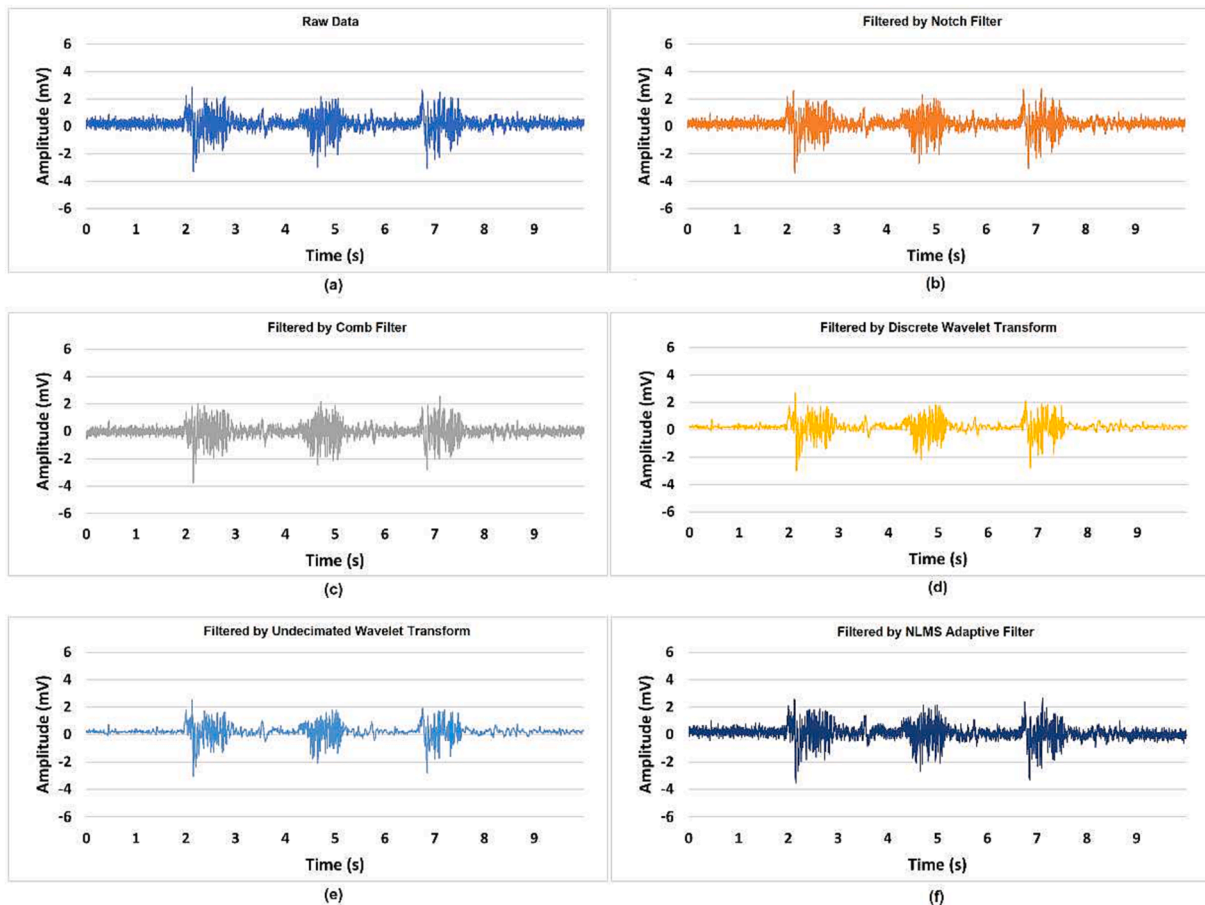 Raw Data
6
4
2
0
-2
-4
-6
Amplitude (mV)
0 1 2 3 4 5 6 7 8 9
Time (s)
(a)
Filtered by Notch Filter
6
4
2
0
-2
-4
-6
Amplitude (mV)
0 1 2 3 4 5 6 7 8 9
Time (s)
(b)
Filtered by Comb Filter
6
4
2
0
-2
-4
-6
Amplitude (mV)
0 1 2 3 4 5 6 7 8 9
Time (s)
(c)
Filtered by Discrete Wavelet Transform
6
4
2
0
-2
-4
-6
Amplitude (mV)
0 1 2 3 4 5 6 7 8 9
Time (s)
(d)
Filtered by Undecimated Wavelet Transform
6
4
2
0
-2
-4
-6
Amplitude (mV)
0 1 2 3 4 5 6 7 8 9
Time (s)
(e)
Filtered by NLMS Adaptive Filter
6
4
2
0
-2
-4
-6
Amplitude (mV)
0 1 2 3 4 5 6 7 8 9
Time (s)
(f)